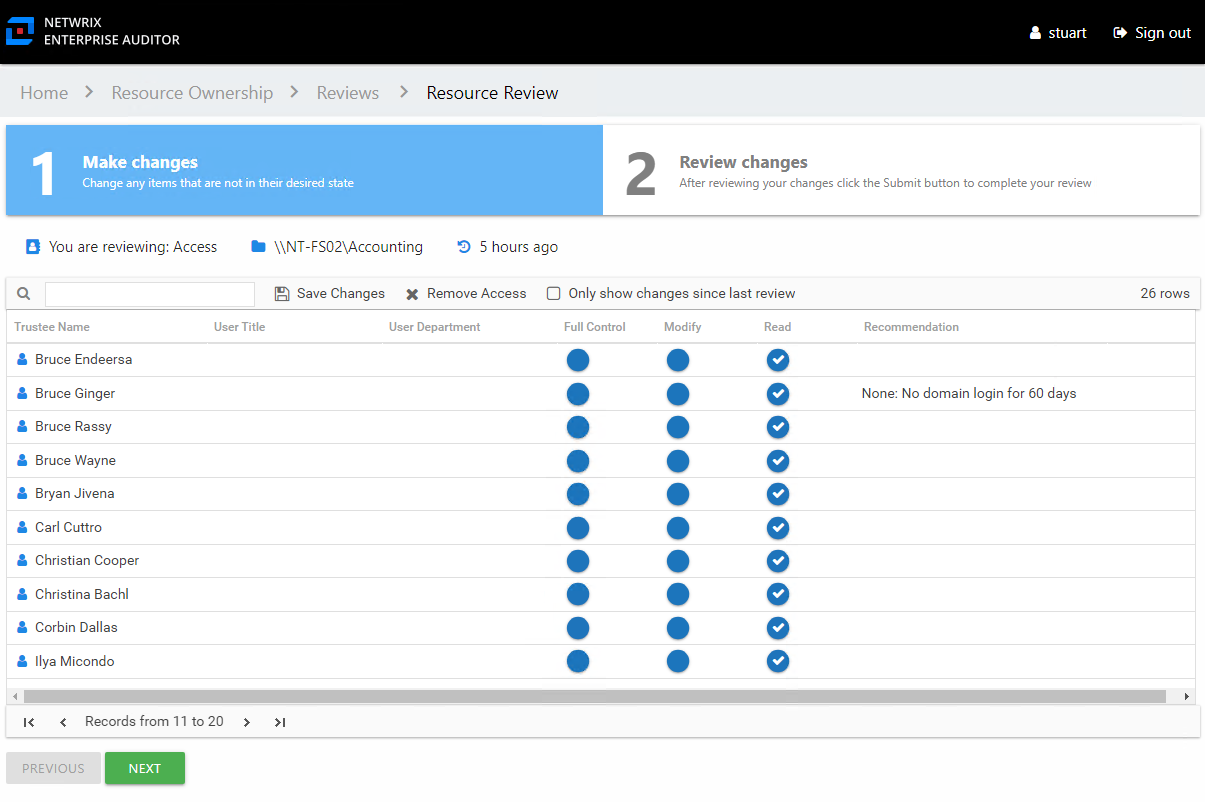 NETWRIX
ENTERPRISE AUDITOR
stuart Sign out
Home Resource Ownership Reviews Resource Review
1 Make changes
Change any items that are not in their desired state
2 Review changes
After reviewing your changes click the Submit button to complete your review
You are reviewing: Access \\NT-FS02\Accounting 5 hours ago
Save Changes Remove Access Only show changes since last review 26 rows
Trustee Name User Title User Department Full Control Modify Read Recommendation
Bruce Endeersa
Bruce Ginger None: No domain login for 60 days
Bruce Rassy
Bruce Wayne
Bryan Jivena
Carl Cuttro
Christian Cooper
Christina Bachl
Corbin Dallas
Ilya Micondo
Records from 11 to 20
PREVIOUS NEXT